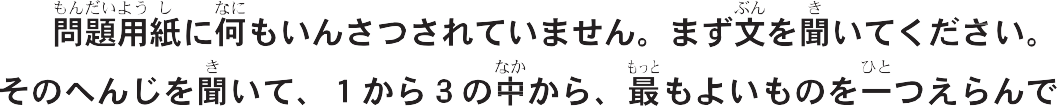 問題用紙に何もいんさつされていません。まず文を聞いてください。
そのへんじを聞いて、1から3の中から、最もよいものを一つえらんで